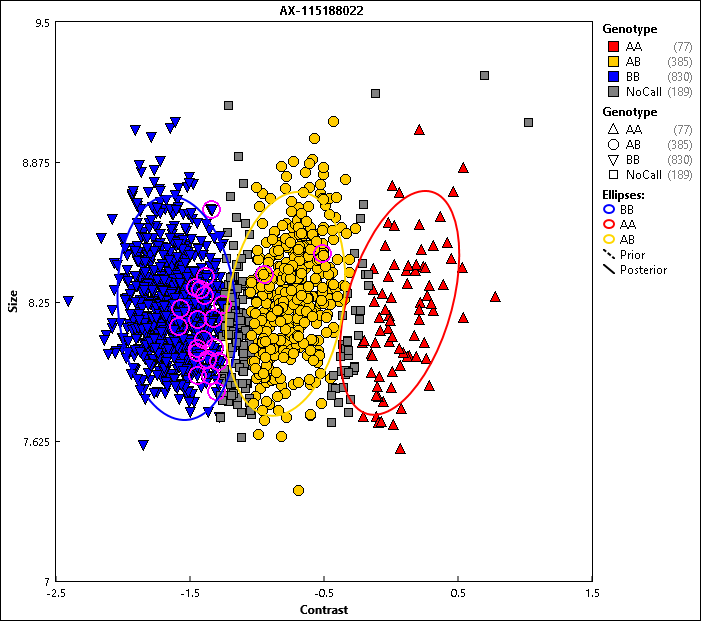 AX-115188022
9.5
8.875
8.25
7.625
7
-2.5
-1.5
-0.5
0.5
1.5
Size
Contrast
Genotype
AA (77)
AB (385)
BB (830)
NoCall (189)
Genotype
AA (77)
AB (385)
BB (830)
NoCall (189)
Ellipses:
BB
AA
AB
Prior
Posterior